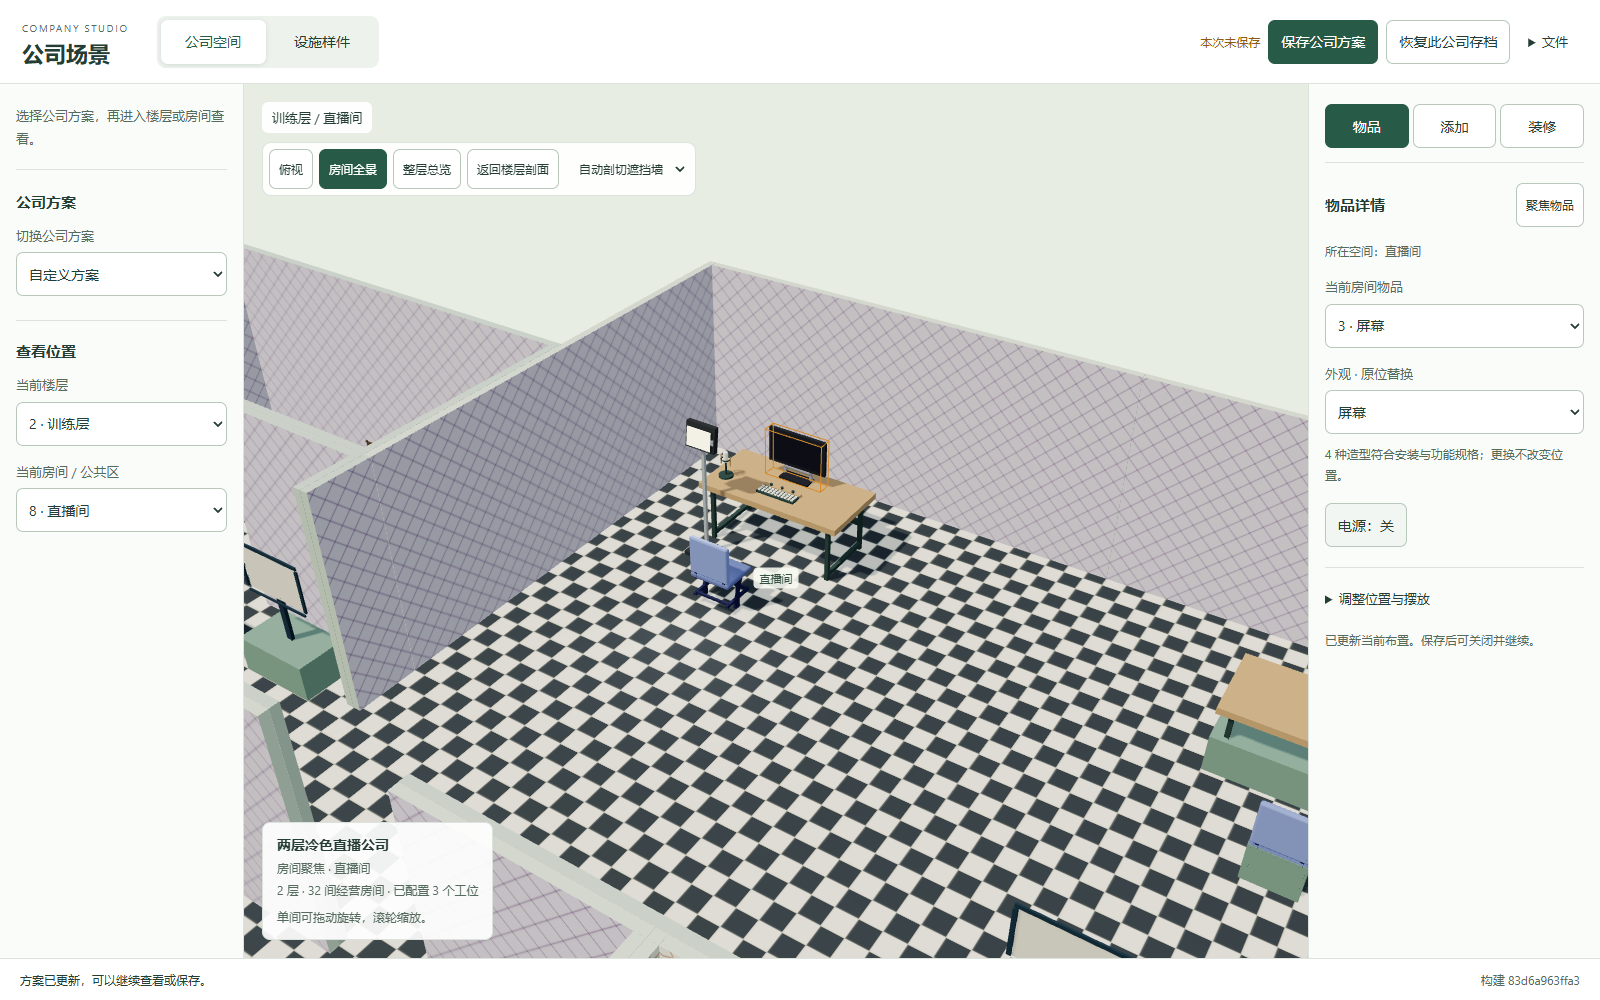 COMPANY STUDIO
公司场景
公司空间
设施样件
本次未保存
保存公司方案
恢复此公司存档
文件
选择公司方案，再进入楼层或房间查
看。
公司方案
切换公司方案
自定义方案
查看位置
当前楼层
2 · 训练层
当前房间 / 公共区
8 · 直播间
训练层 / 直播间
俯视
房间全景
整层总览
返回楼层剖面
自动剖切遮挡墙
直播间
两层冷色直播公司
房间聚焦 · 直播间
2 层 · 32 间经营房间 · 已配置 3 个工位
单间可拖动旋转，滚轮缩放。
物品
添加
装修
物品详情
聚焦物品
所在空间：直播间
当前房间物品
3 · 屏幕
外观 · 原位替换
屏幕
4 种造型符合安装与功能规格；更换不改变位
置。
电源：关
调整位置与摆放
已更新当前布置。保存后可关闭并继续。
方案已更新，可以继续查看或保存。
构建 83d6a963ffa3